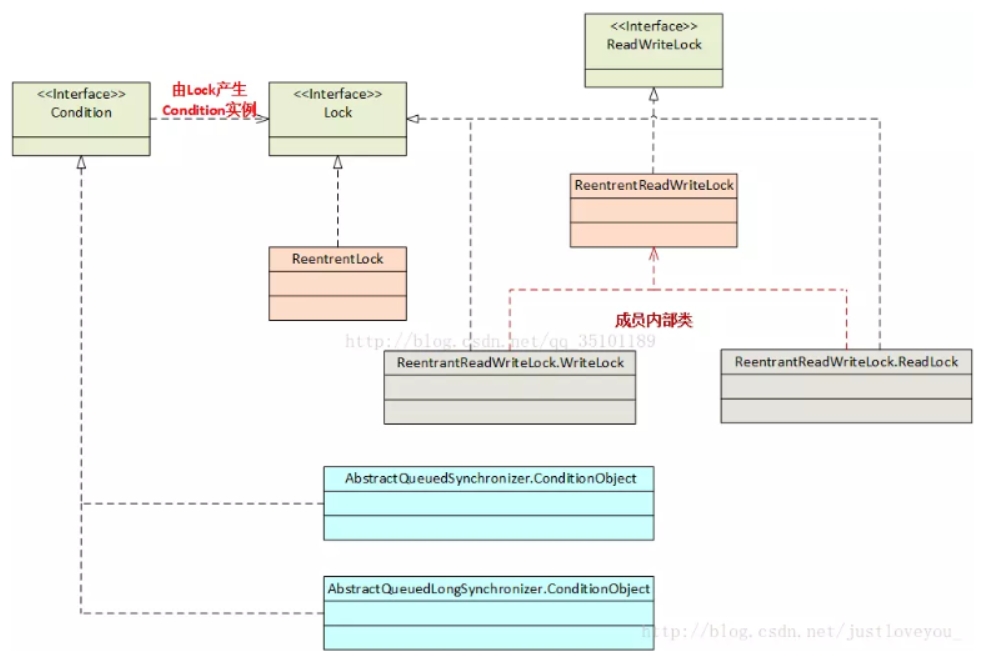 <<Interface>>
ReadWriteLock
<<Interface>>
Condition
由Lock产生
Condition实例
<<Interface>>
Lock
ReentrentReadWriteLock
ReentrentLock
成员内部类
http://blog.csdn.net/qq_35101189
ReentrantReadWriteLock.WriteLock
ReentrantReadWriteLock.ReadLock
AbstractQueuedSynchronizer.ConditionObject
AbstractQueuedLongSynchronizer.ConditionObject
http://blog.csdn.net/justloveyou_